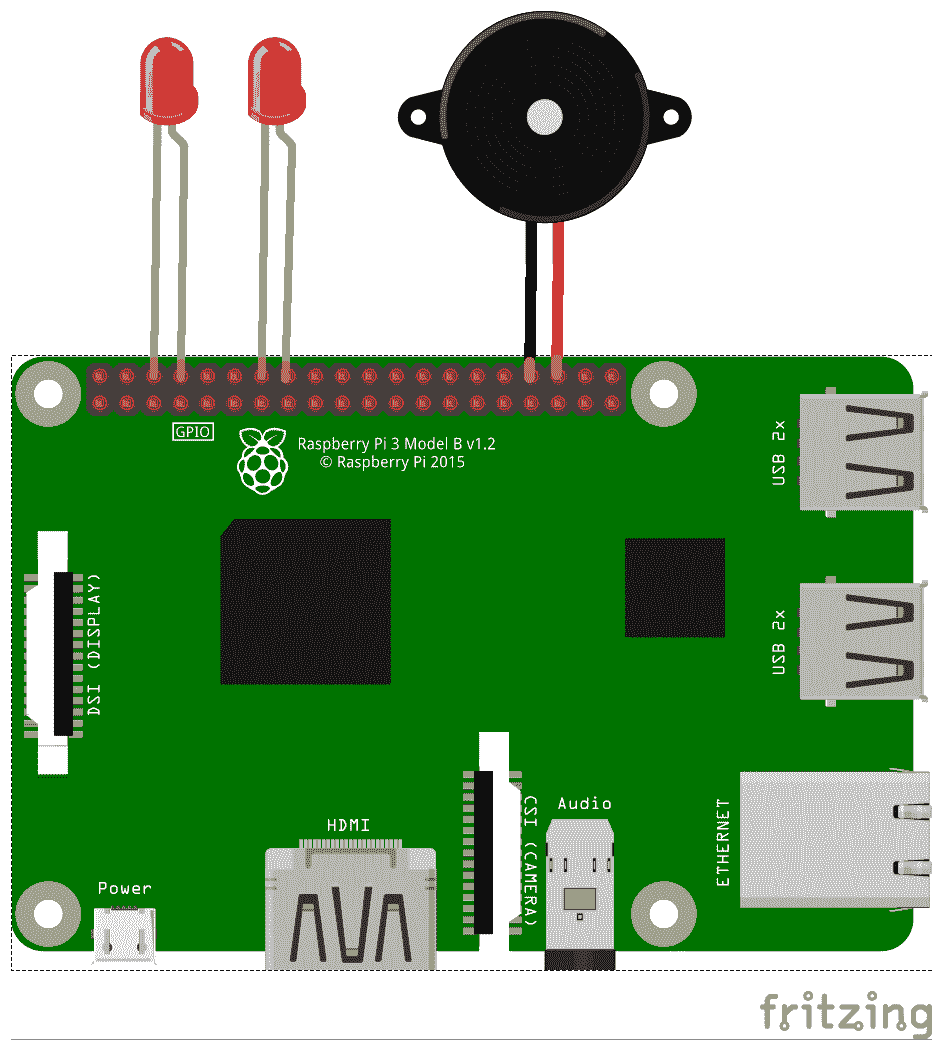 GPIO
Raspberry Pi 3 Model B v1.2
© Raspberry Pi 2015
USB 2x
DSI (DISPLAY)
USB 2x
HDMI
Audio
CSI (CAMERA)
ETHERNET
Power
fritzing